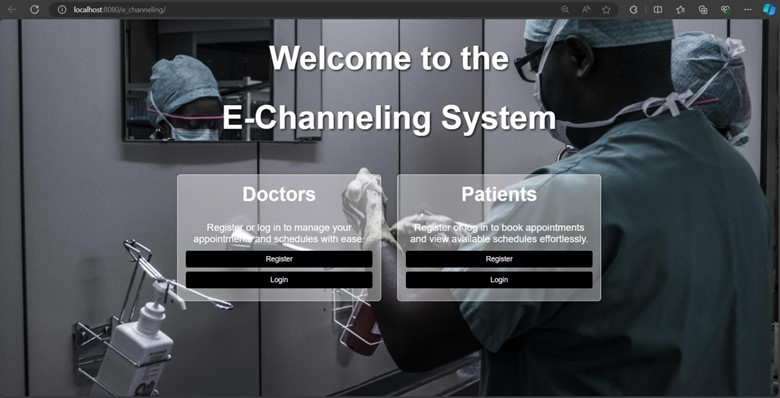 localhost:8080/e_channeling/
Welcome to the
E-Channeling System
Doctors
Register or log in to manage your
appointments and schedules with ease.
Register
Login
Patients
Register or log in to book appointments
and view available schedules effortlessly.
Register
Login